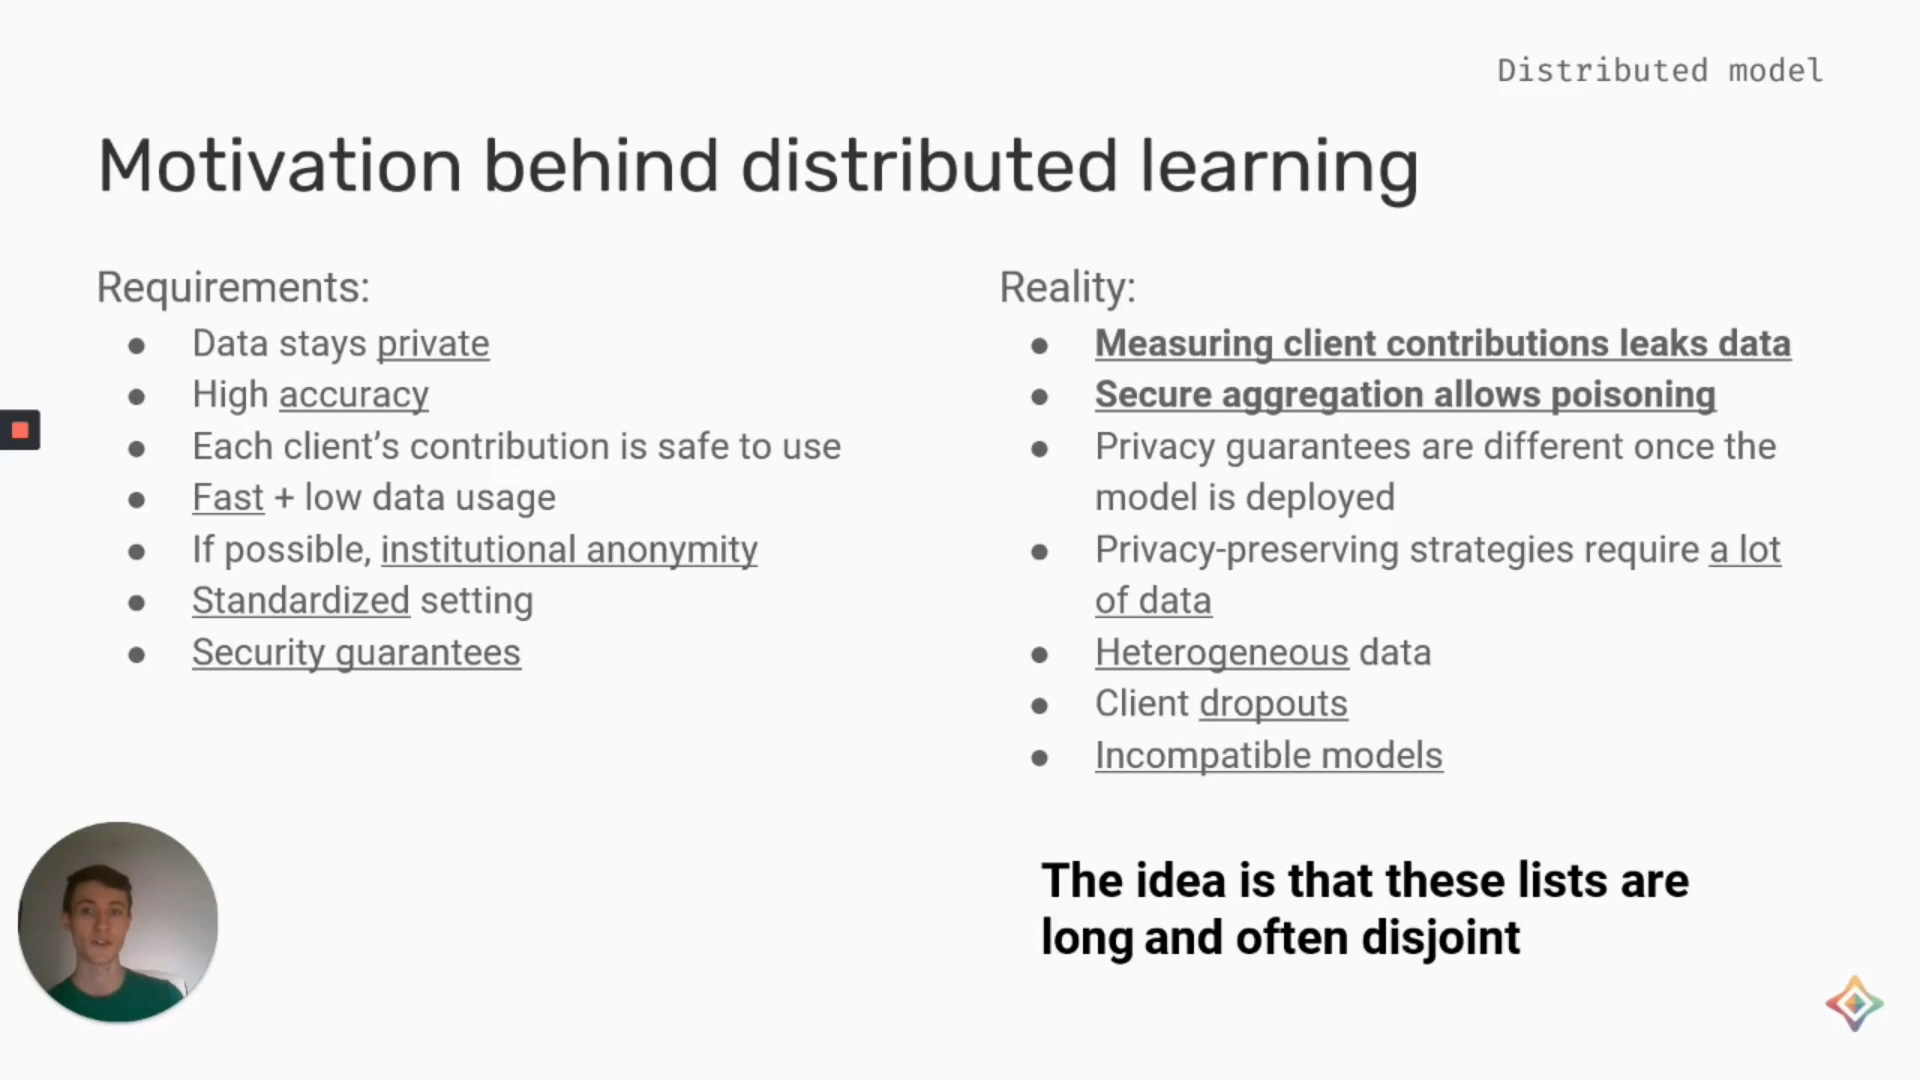 Distributed model
Motivation behind distributed learning
Requirements:
● Data stays private
● High accuracy
● Each client’s contribution is safe to use
● Fast + low data usage
● If possible, institutional anonymity
● Standardized setting
● Security guarantees
Reality:
● Measuring client contributions leaks data
● Secure aggregation allows poisoning
● Privacy guarantees are different once the
model is deployed
● Privacy-preserving strategies require a lot
of data
● Heterogeneous data
● Client dropouts
● Incompatible models
The idea is that these lists are
long and often disjoint